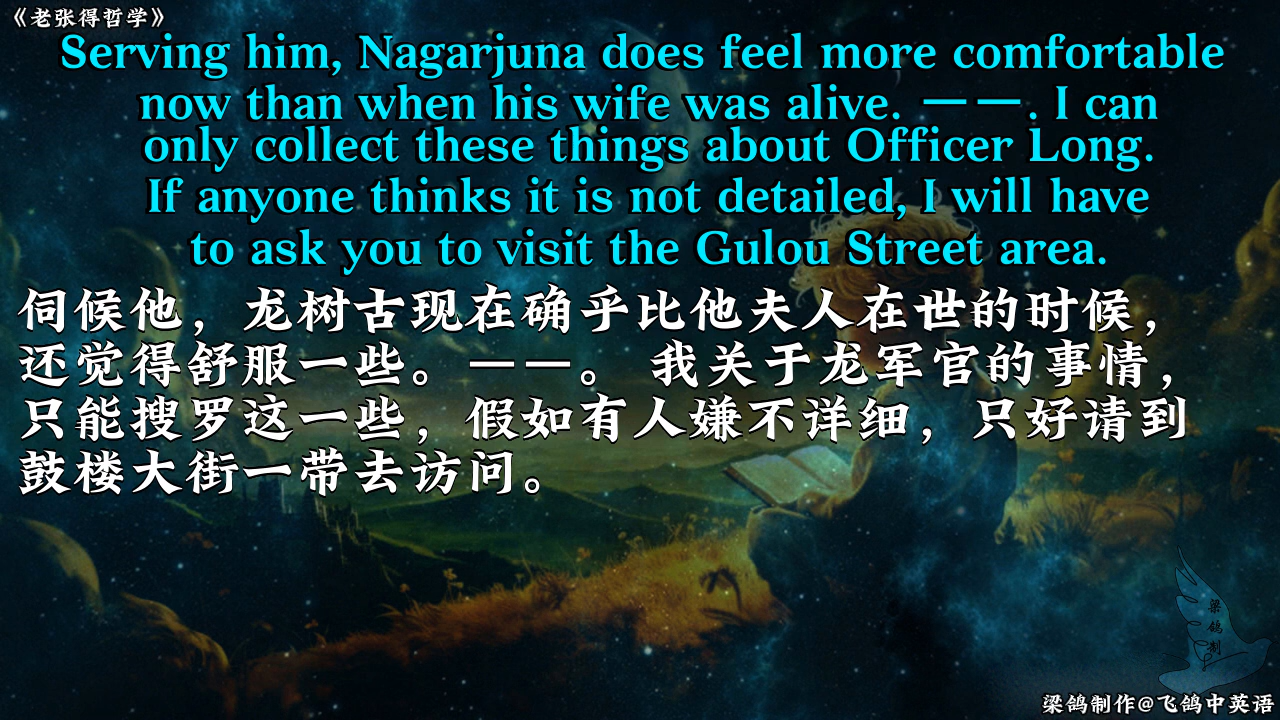 《老张得哲学》
Serving him, Nagarjuna does feel more comfortable
now than when his wife was alive. ——. I can
only collect these things about Officer Long.
If anyone thinks it is not detailed, I will have
to ask you to visit the Gulou Street area.
伺候他，龙树古现在确乎比他夫人在世的时候，
还觉得舒服一些。——。 我关于龙军官的事情，
只能搜罗这一些，假如有人嫌不详细，只好请到
鼓楼大街一带去访问。
梁鸽制
梁鸽制作@飞鸽中英语